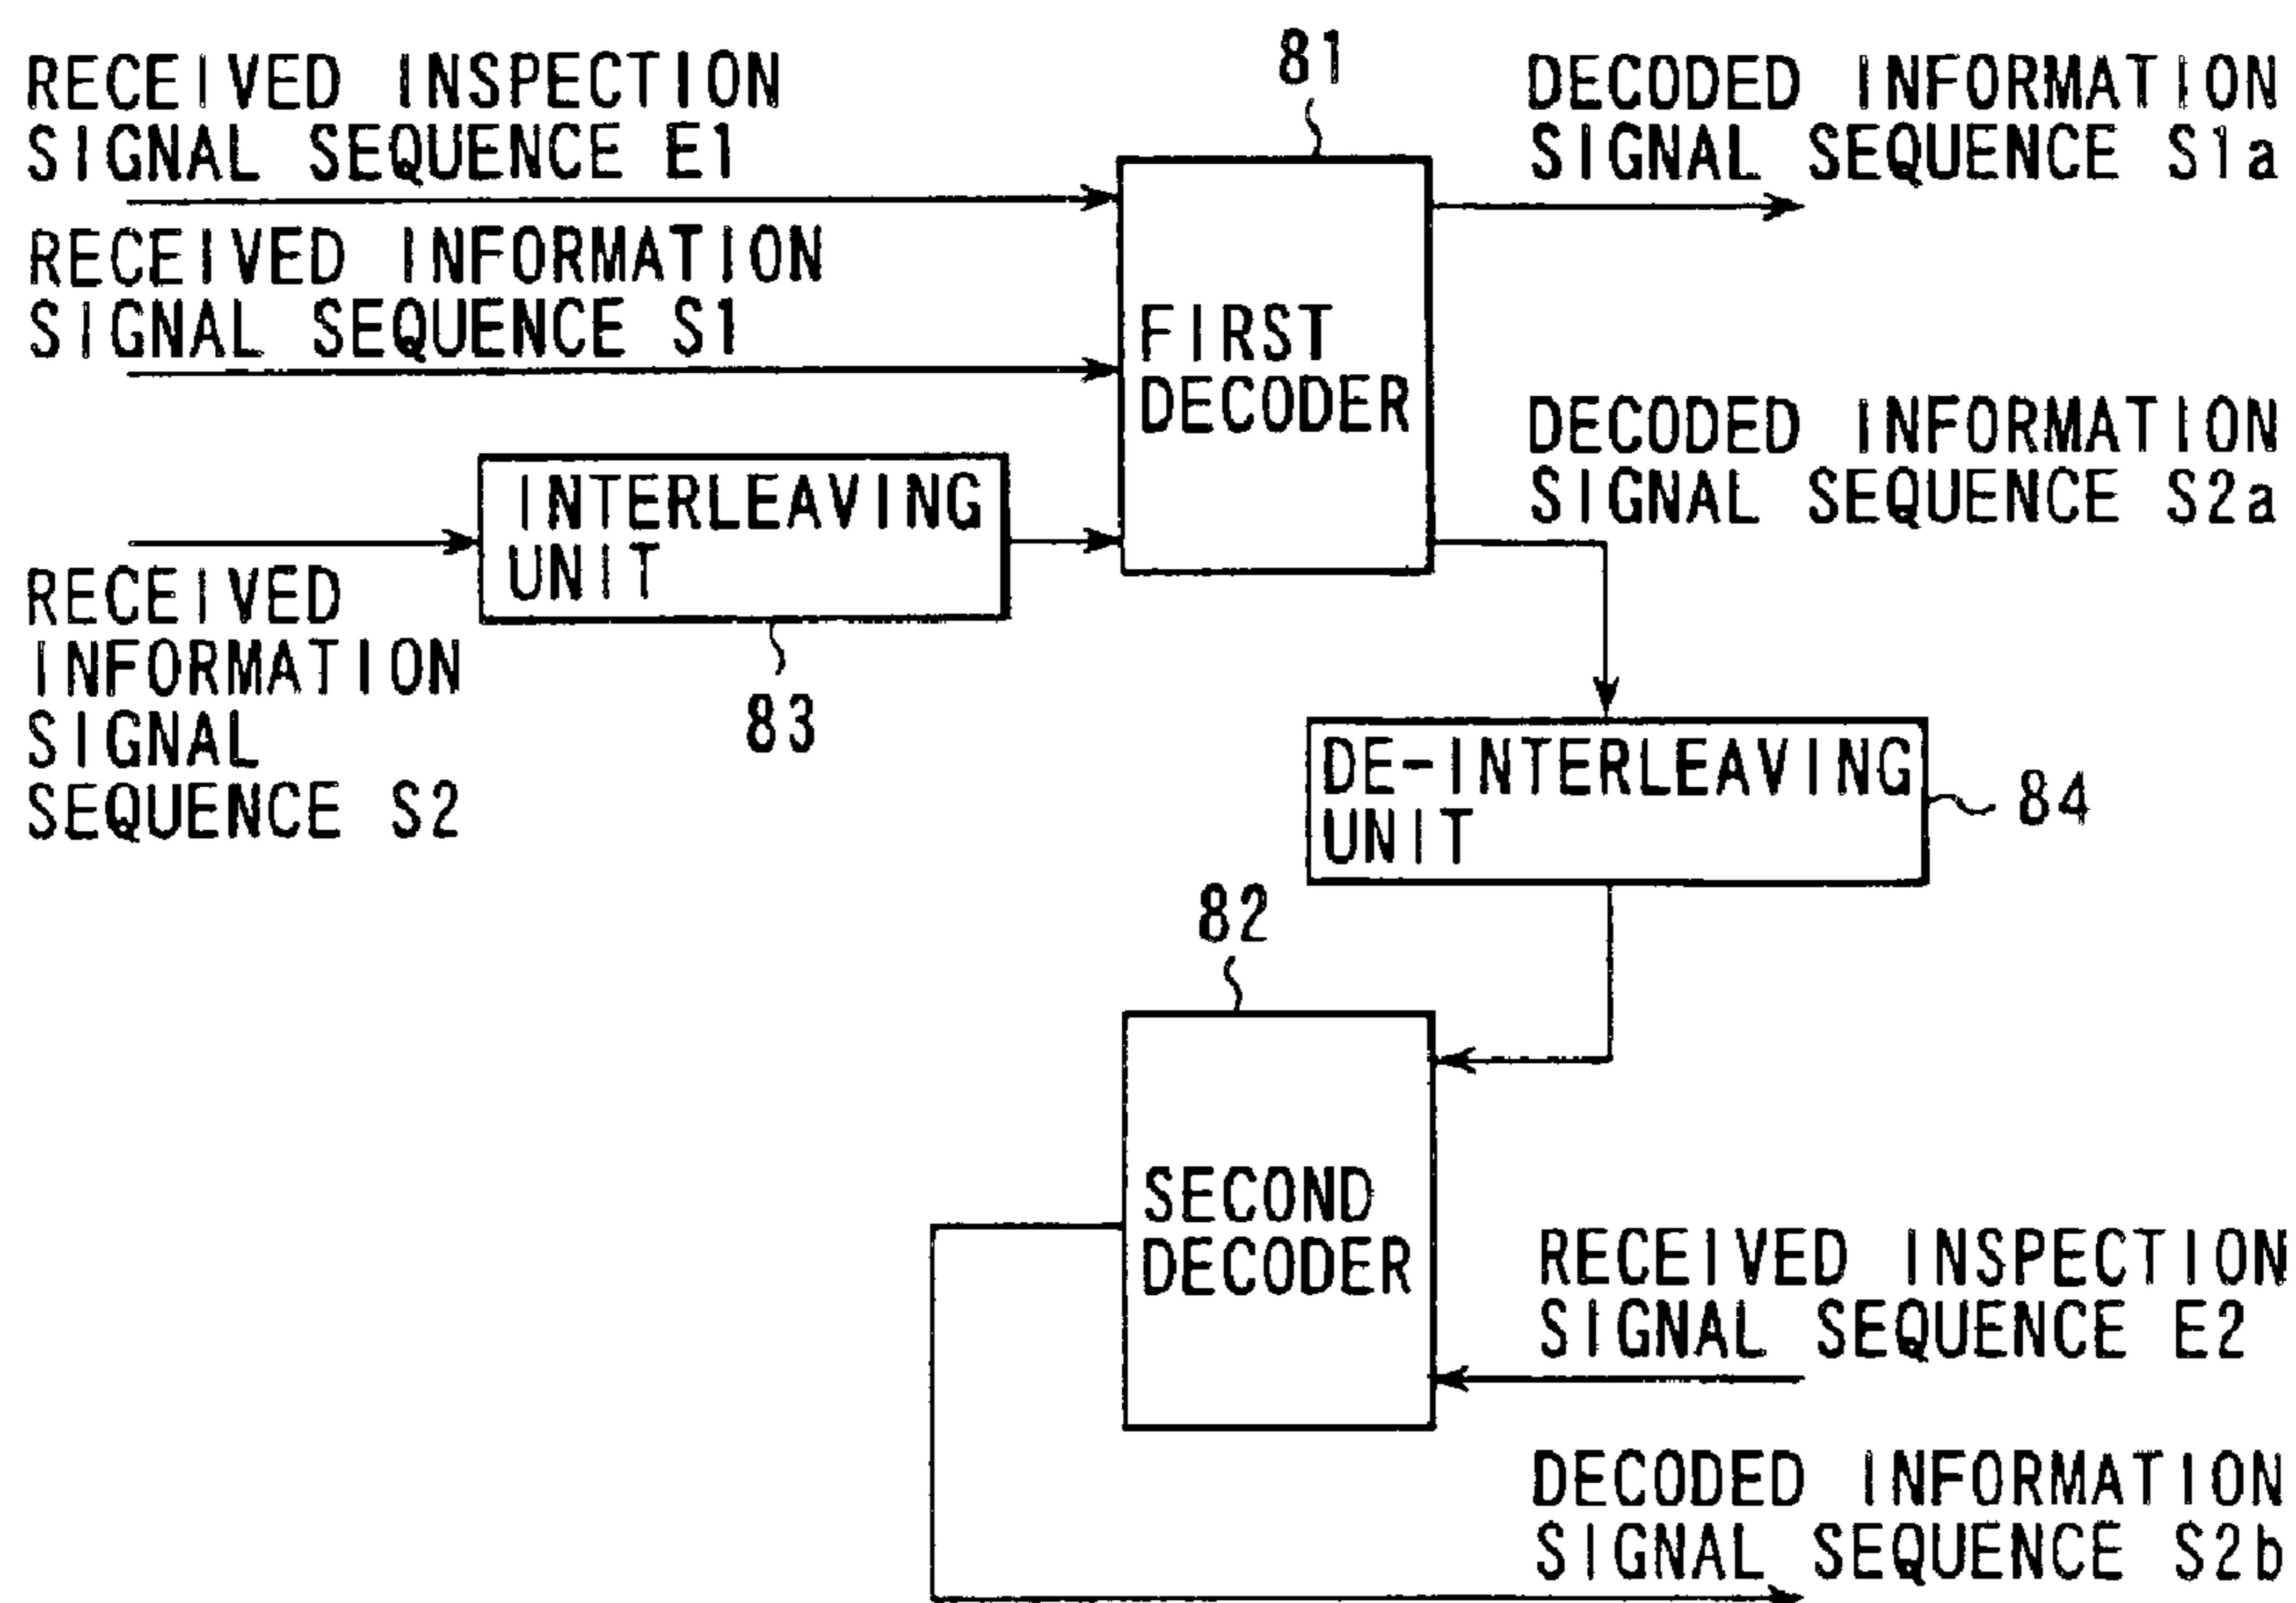 81
RECEIVED INSPECTION
SIGNAL SEQUENCE E1
DECODED INFORMATION
SIGNAL SEQUENCE S1a
RECEIVED INFORMATION
SIGNAL SEQUENCE S1
FIRST
DECODER
DECODED INFORMATION
SIGNAL SEQUENCE S2a
INTERLEAVING
UNIT
RECEIVED
INFORMATION
SIGNAL
SEQUENCE S2
83
DE-INTERLEAVING
UNIT
84
82
SECOND
DECODER
RECEIVED INSPECTION
SIGNAL SEQUENCE E2
DECODED INFORMATION
SIGNAL SEQUENCE S2b